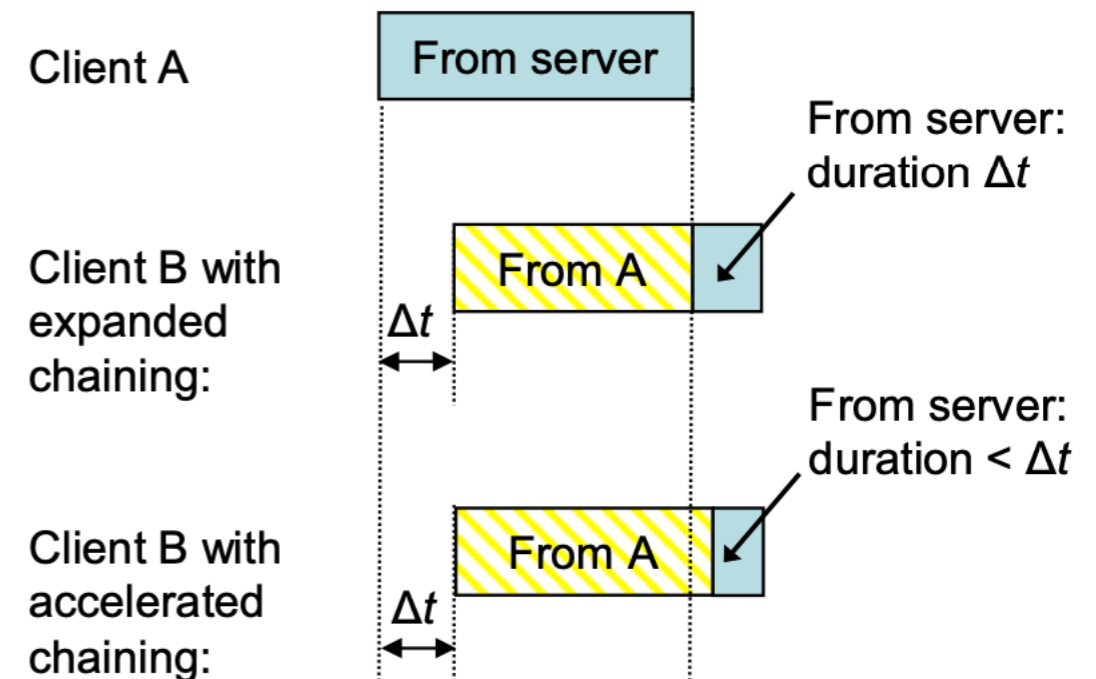 Client A
From server
From server:
duration Δt
Client B with
expanded
chaining:
From A
Δt
From server:
duration < Δt
Client B with
accelerated
chaining:
From A
Δt